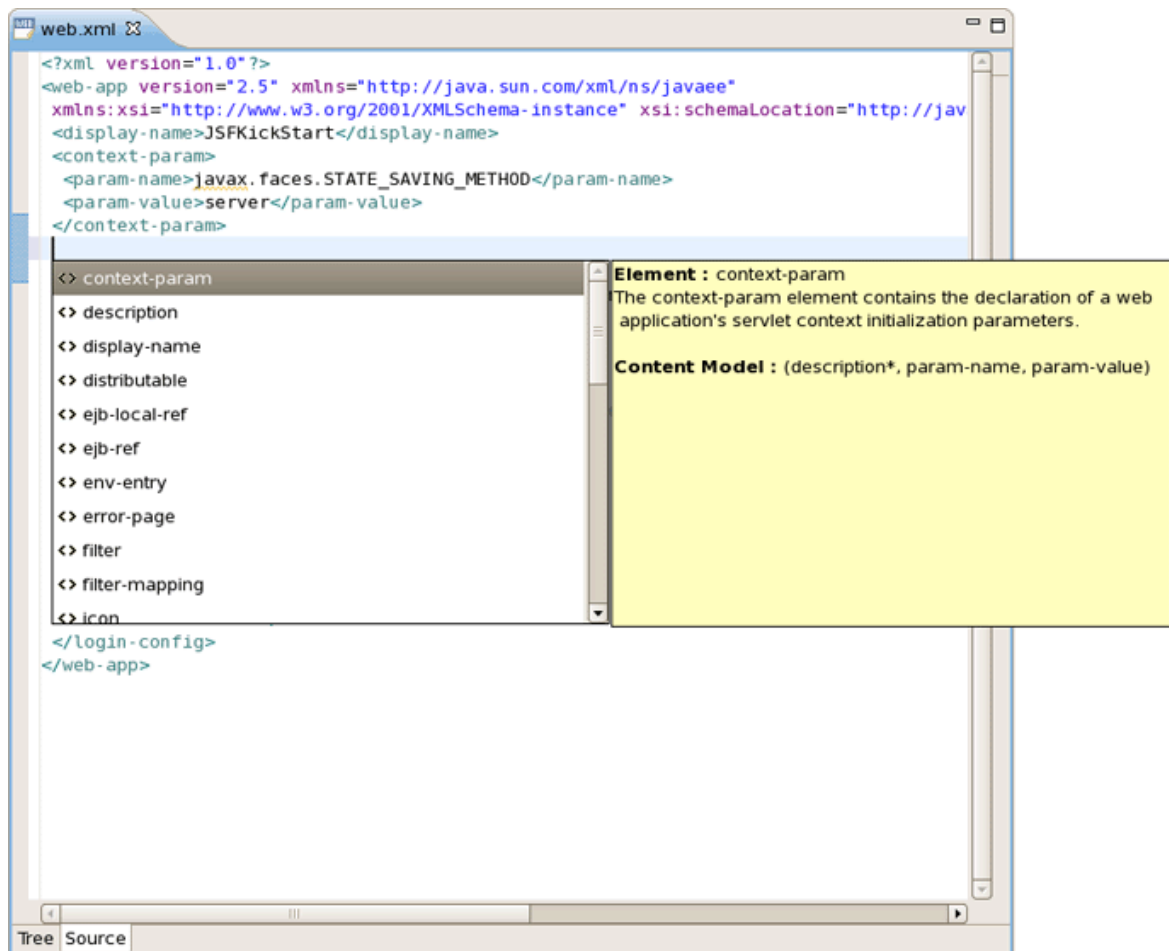 web.xml
<?xml version="1.0"?>
<web-app version="2.5" xmlns="http://java.sun.com/xml/ns/javaee"
xmlns:xsi="http://www.w3.org/2001/XMLSchema-instance" xsi:schemaLocation="http://jav
<display-name>JSFKickStart</display-name>
<context-param>
<param-name>javax.faces.STATE_SAVING_METHOD</param-name>
<param-value>server</param-value>
</context-param>
<> context-param
<> description
<> display-name
<> distributable
<> ejb-local-ref
<> ejb-ref
<> env-entry
<> error-page
<> filter
<> filter-mapping
<> icon
Element : context-param
The context-param element contains the declaration of a web
application's servlet context initialization parameters.
Content Model : (description*, param-name, param-value)
</login-config>
</web-app>
Tree Source